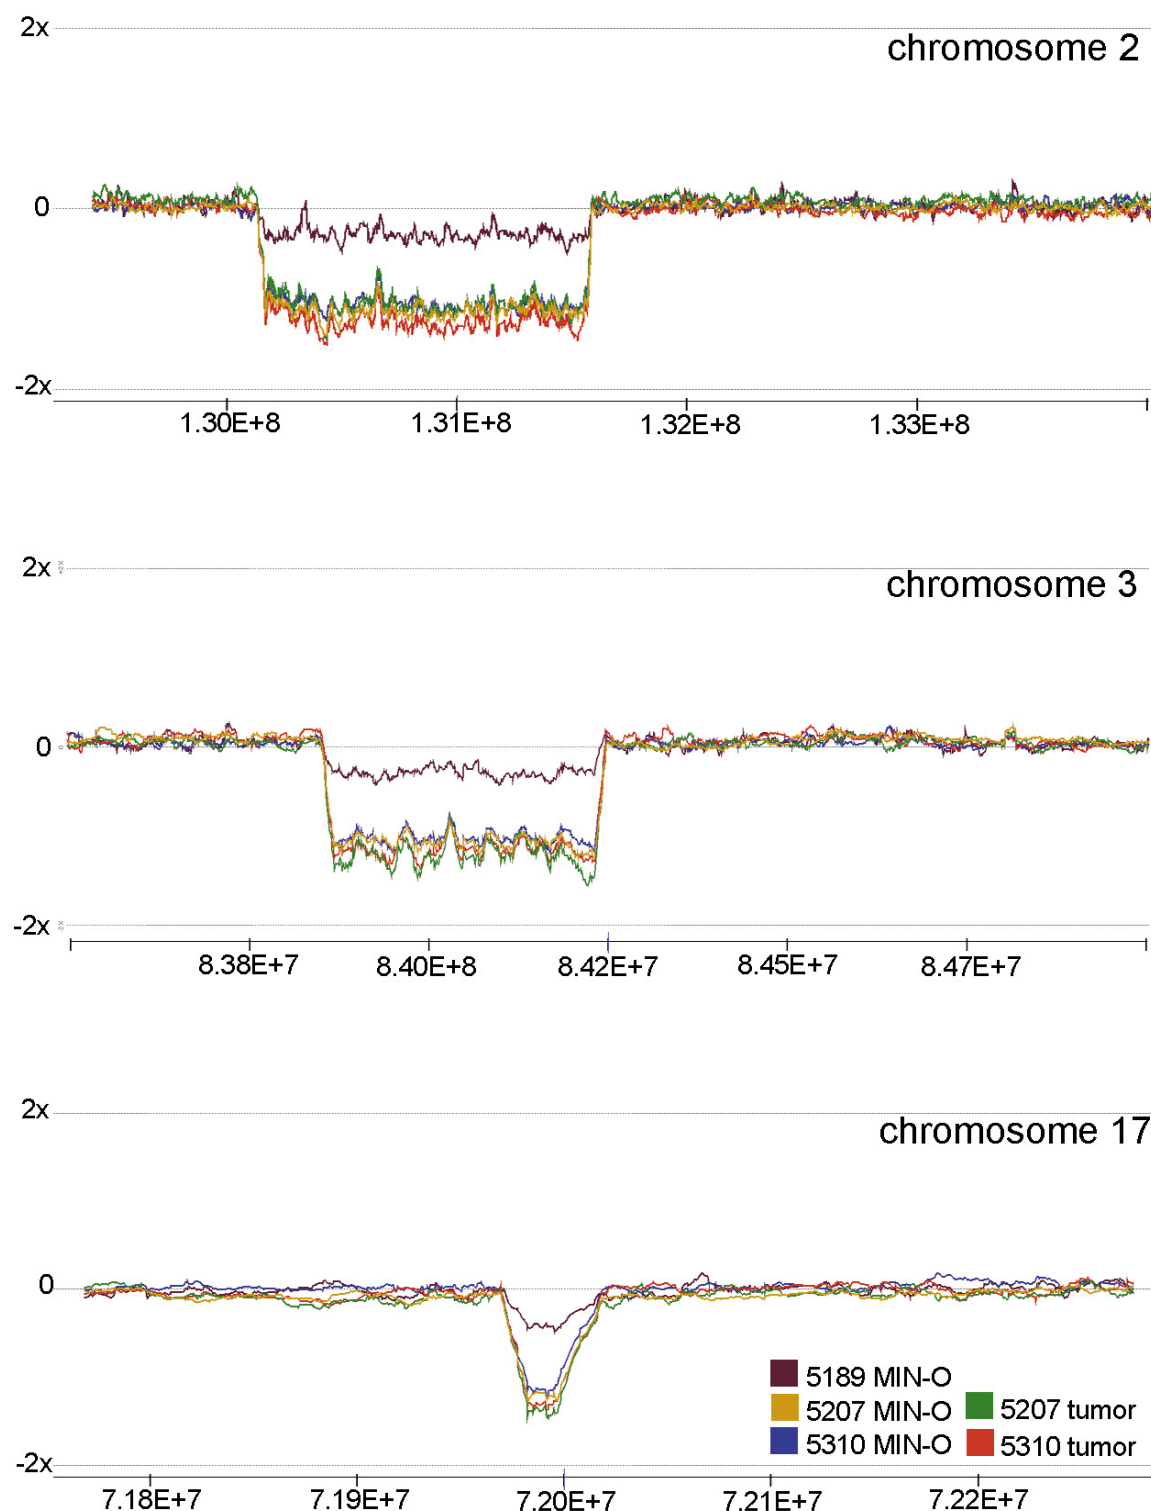 2x
chromosome 2
0
-2x
1.30E+8 1.31E+8 1.32E+8 1.33E+8
2x
chromosome 3
0
-2x
8.38E+7 8.40E+8 8.42E+7 8.45E+7 8.47E+7
2x
chromosome 17
0
5189 MIN-O
5207 MIN-O 5207 tumor
5310 MIN-O 5310 tumor
-2x
7.18E+7 7.19E+7 7.20E+7 7.21E+7 7.22E+7